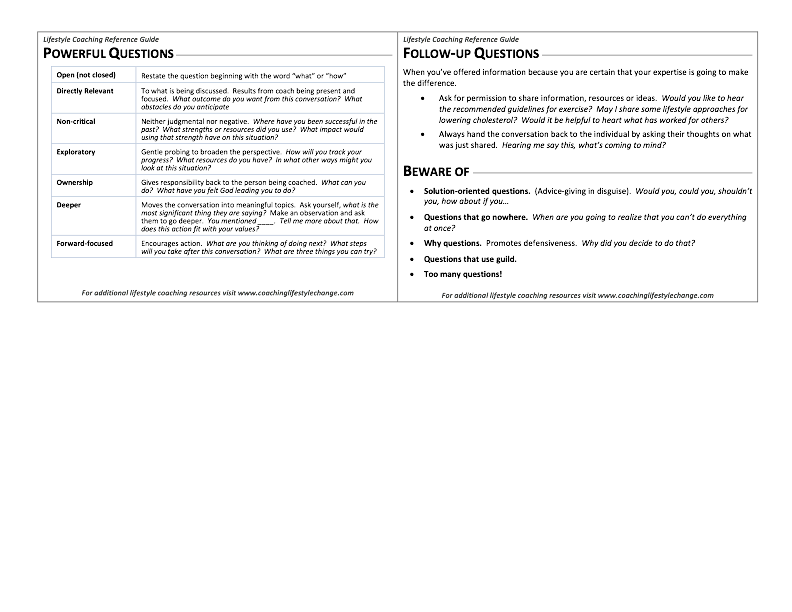 Lifestyle Coaching Reference Guide
POWERFUL QUESTIONS
Open (not closed)
Restate the question beginning with the word "what" or "how"
Directly Relevant
To what is being discussed. Results from coach being present and
focused. What outcome do you want from this conversation? What
obstacles do you anticipate
Non-critical
Neither judgmental nor negative. Where have you been successful in the
past? What strengths or resources did you use? What impact would
using that strength have on this situation?
Exploratory
Gentle probing to broaden the perspective. How will you track your
progress? What resources do you have? In what other ways might you
look at this situation?
Ownership
Gives responsibility back to the person being coached. What can you
do? What have you felt God leading you to do?
Deeper
Moves the conversation into meaningful topics. Ask yourself, what is the
most significant thing they are saying? Make an observation and ask
them to go deeper. You mentioned ____. Tell me more about that. How
does this action fit with your values?
Forward-focused
Encourages action. What are you thinking of doing next? What steps
will you take after this conversation? What are three things you can try?
For additional lifestyle coaching resources visit www.coachinglifestylechange.com
Lifestyle Coaching Reference Guide
FOLLOW-UP QUESTIONS
When you've offered information because you are certain that your expertise is going to make
the difference.
• Ask for permission to share information, resources or ideas. Would you like to hear
the recommended guidelines for exercise? May I share some lifestyle approaches for
lowering cholesterol? Would it be helpful to heart what has worked for others?
• Always hand the conversation back to the individual by asking their thoughts on what
was just shared. Hearing me say this, what's coming to mind?
BEWARE OF
• Solution-oriented questions. (Advice-giving in disguise). Would you, could you, shouldn't
you, how about if you…
• Questions that go nowhere. When are you going to realize that you can't do everything
at once?
• Why questions. Promotes defensiveness. Why did you decide to do that?
• Questions that use guild.
• Too many questions!
For additional lifestyle coaching resources visit www.coachinglifestylechange.com